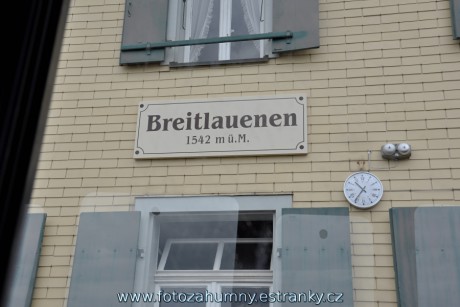 Breitlauenen
1542 m ü.M.
www.fotozahumny.estranky.cz